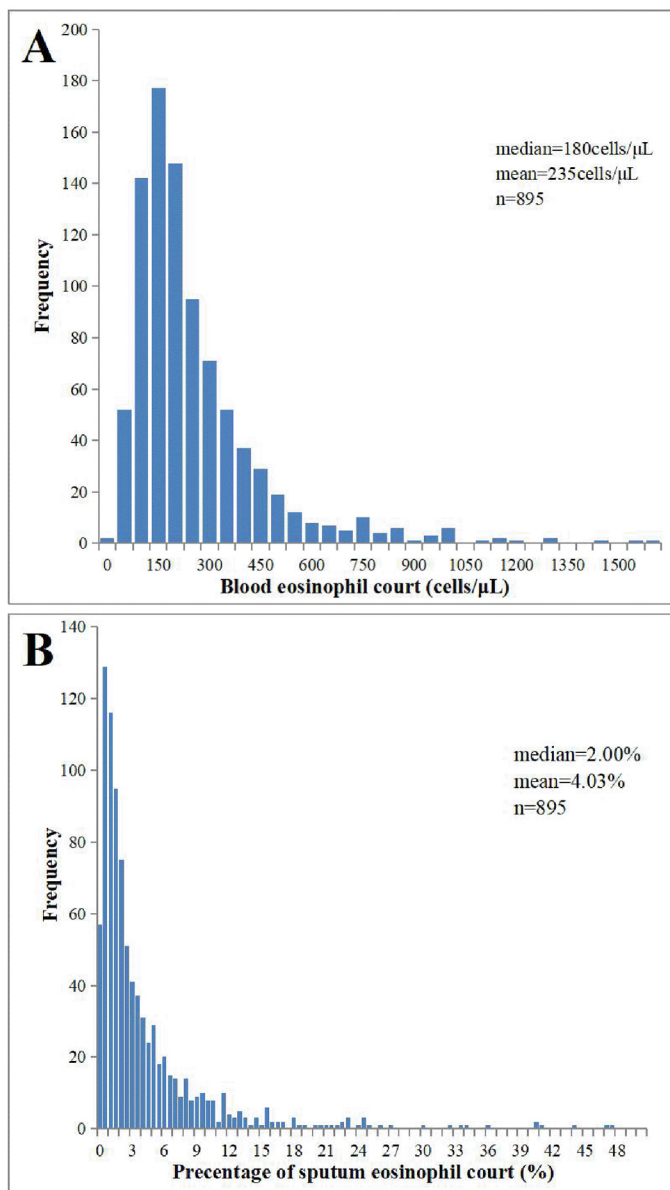 A
200
180
160
140
120
100
80
60
40
20
0
Frequency
median=180cells/μL
mean=235cells/μL
n=895
0 150 300 450 600 750 900 1050 1200 1350 1500
Blood eosinophil court (cells/μL)
B
140
120
100
80
60
40
20
0
Frequency
median=2.00%
mean=4.03%
n=895
0 3 6 9 12 15 18 21 24 27 30 33 36 39 42 45 48
Precentage of sputum eosinophil court (%)